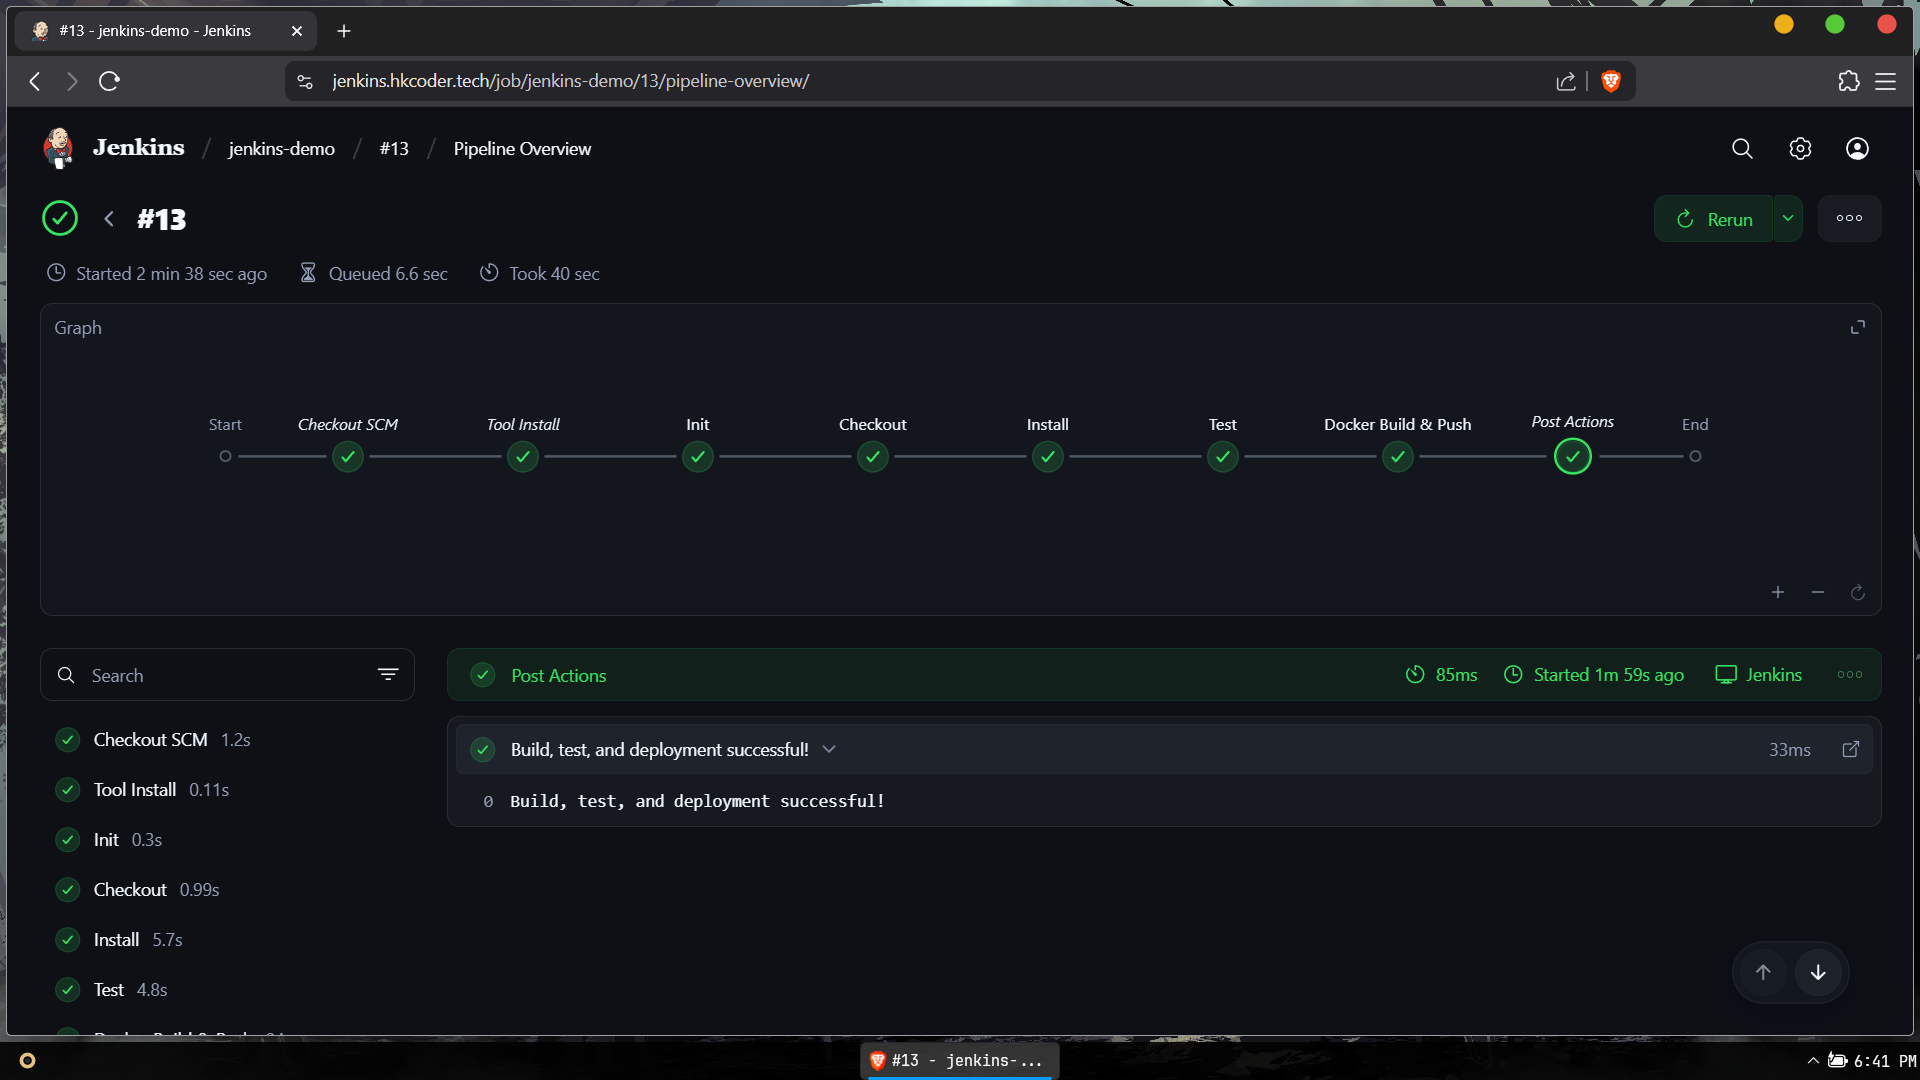 #13 - jenkins-demo - Jenkins
jenkins.hkcoder.tech/job/jenkins-demo/13/pipeline-overview/
Jenkins / jenkins-demo / #13 / Pipeline Overview
#13
Rerun
Started 2 min 38 sec ago
Queued 6.6 sec
Took 40 sec
Graph
Start
Checkout SCM
Tool Install
Init
Checkout
Install
Test
Docker Build & Push
Post Actions
End
Search
Checkout SCM 1.2s
Tool Install 0.11s
Init 0.3s
Checkout 0.99s
Install 5.7s
Test 4.8s
Post Actions
85ms
Started 1m 59s ago
Jenkins
Build, test, and deployment successful!
33ms
0 Build, test, and deployment successful!
#13 - jenkins-...
6:41 PM